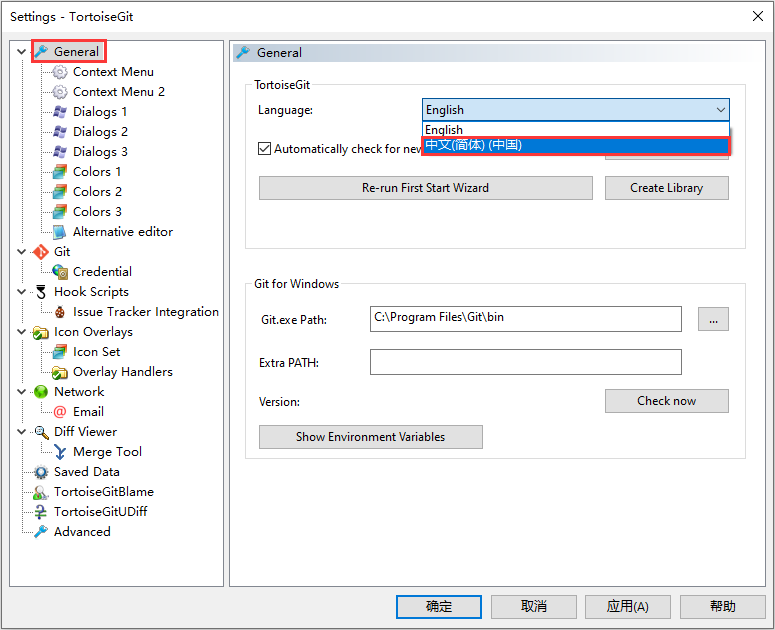 Settings - TortoiseGit
General
Context Menu
Context Menu 2
Dialogs 1
Dialogs 2
Dialogs 3
Colors 1
Colors 2
Colors 3
Alternative editor
Git
Credential
Hook Scripts
Issue Tracker Integration
Icon Overlays
Icon Set
Overlay Handlers
Network
Email
Diff Viewer
Merge Tool
Saved Data
TortoiseGitBlame
TortoiseGitUDiff
Advanced
General
TortoiseGit
Language:
English
English
中文(简体) (中国)
Automatically check for new
Re-run First Start Wizard
Create Library
Git for Windows
Git.exe Path:
C:\Program Files\Git\bin
...
Extra PATH:
Version:
Check now
Show Environment Variables
确定
取消
应用(A)
帮助